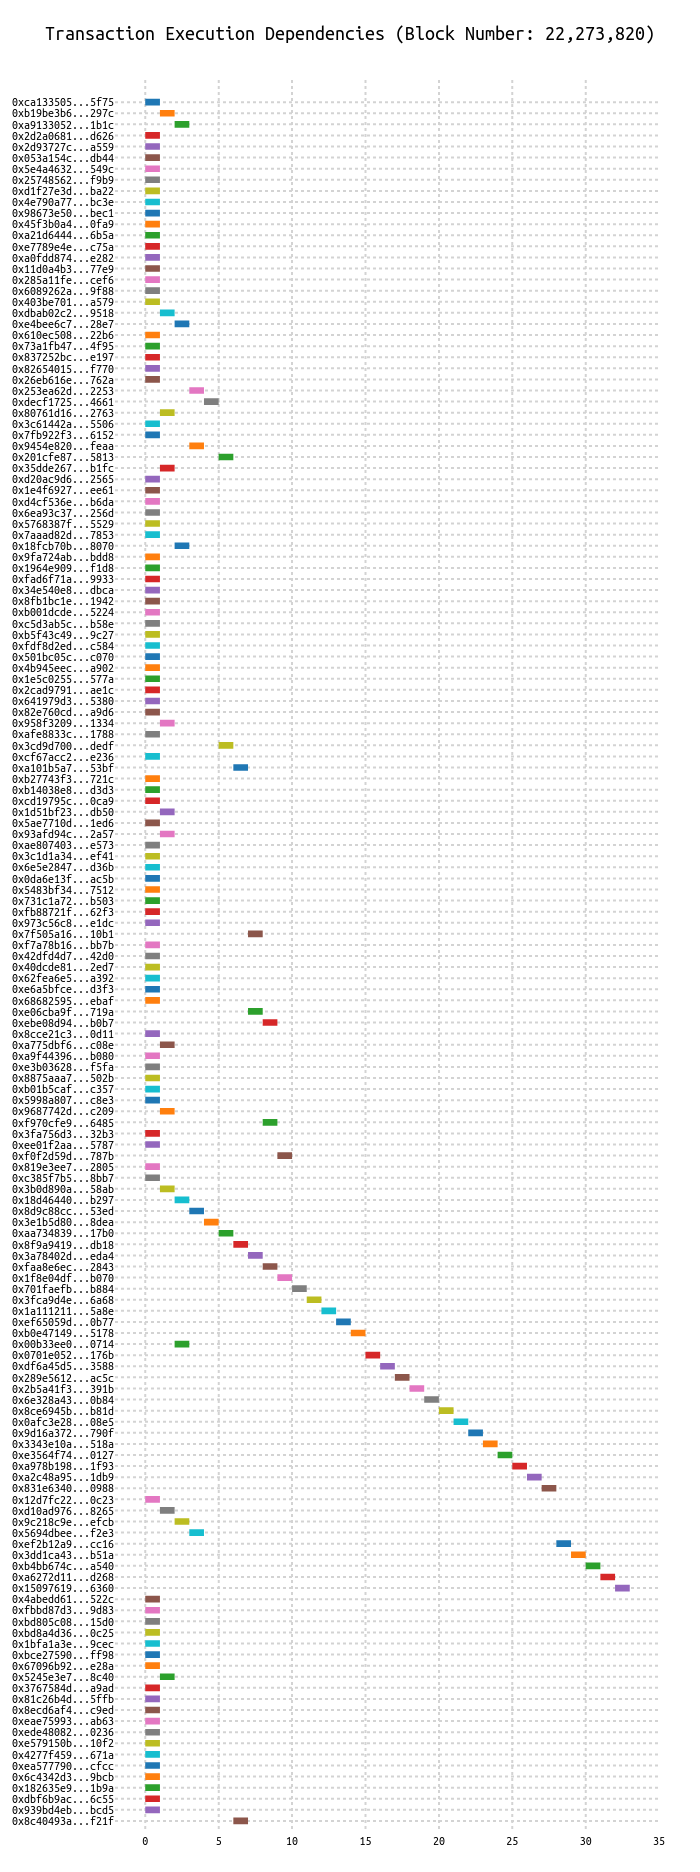 Transaction Execution Dependencies (Block Number: 22,273,820)
0xca133505...5f75
0xb19be3b6...297c
0xa9133052...1b1c
0x2d2a0681...d626
0x2d93727c...a559
0x053a154c...db44
0x5e4a4632...549c
0x25748562...f9b9
0xd1f27e3d...ba22
0x4e790a77...bc3e
0x98673e50...bec1
0x45f3b0a4...0fa9
0xa21d6444...6b5a
0xe7789e4e...c75a
0xa0fdd874...e282
0x11d0a4b3...77e9
0x285a11fe...cef6
0x6089262a...9f88
0x403be701...a579
0xdbab02c2...9518
0xe4bee6c7...28e7
0x610ec508...22b6
0x73a1fb47...4f95
0x837252bc...e197
0x82654015...f770
0x26eb616e...762a
0x253ea62d...2253
0xdecf1725...4661
0x80761d16...2763
0x3c61442a...5506
0x7fb922f3...6152
0x9454e820...feaa
0x201cfe87...5813
0x35dde267...b1fc
0xd20ac9d6...2565
0x1e4f6927...ee61
0xd4cf536e...b6da
0x6ea93c37...256d
0x5768387f...5529
0x7aaad82d...7853
0x18fcb70b...8070
0x9fa724ab...bdd8
0x1964e909...f1d8
0xfad6f71a...9933
0x34e540e8...dbca
0x8fb1bc1e...1942
0xb001dcde...5224
0xc5d3ab5c...b58e
0xb5f43c49...9c27
0xfdf8d2ed...c584
0x501bc05c...c070
0x4b945eec...a902
0x1e5c0255...577a
0x2cad9791...ae1c
0x641979d3...5380
0x82e760cd...a9d6
0x958f3209...1334
0xafe8833c...1788
0x3cd9d700...dedf
0xcf67acc2...e236
0xa101b5a7...53bf
0xb27743f3...721c
0xb14038e8...d3d3
0xcd19795c...0ca9
0x1d51bf23...db50
0x5ae7710d...1ed6
0x93afd94c...2a57
0xae807403...e573
0x3c1d1a34...ef41
0x6e5e2847...d36b
0x0da6e13f...ac5b
0x5483bf34...7512
0x731c1a72...b503
0xfb88721f...62f3
0x973c56c8...e1dc
0x7f505a16...10b1
0xf7a78b16...bb7b
0x42dfd4d7...42d0
0x40dcde81...2ed7
0x62fea6e5...a392
0xe6a5bfce...d3f3
0x68682595...ebaf
0xe06cba9f...719a
0xebe08d94...b0b7
0x8cce21c3...0d11
0xa775dbf6...c08e
0xa9f44396...b080
0xe3b03628...f5fa
0x8875aaa7...502b
0xb01b5caf...c357
0x5998a807...c8e3
0x9687742d...c209
0xf970cfe9...6485
0x3fa756d3...32b3
0xee01f2aa...5787
0xf0f2d59d...787b
0x819e3ee7...2805
0xc385f7b5...8bb7
0x3b0d890a...58ab
0x18d46440...b297
0x8d9c88cc...53ed
0x3e1b5d80...8dea
0xaa734839...17b0
0x8f9a9419...db18
0x3a78402d...eda4
0xfaa8e6ec...2843
0x1f8e04df...b070
0x701faefb...b884
0x3fca9d4e...6a68
0x1a111211...5a8e
0xef65059d...0b77
0xb0e47149...5178
0x00b33ee0...0714
0x0701e052...176b
0xdf6a45d5...3588
0x289e5612...ac5c
0x2b5a41f3...391b
0x6e328a43...0b84
0x8ce6945b...b81d
0x0afc3e28...08e5
0x9d16a372...790f
0x3343e10a...518a
0xe3564f74...0127
0xa978b198...1f93
0xa2c48a95...1db9
0x831e6340...0988
0x12d7fc22...0c23
0xd10ad976...8265
0x9c218c9e...efcb
0x5694dbee...f2e3
0xef2b12a9...cc16
0x3dd1ca43...b51a
0xb4bb674c...a540
0xa6272d11...d268
0x15097619...6360
0x4abedd61...522c
0xfbbd87d3...9d83
0xbd805c08...15d0
0xbd8a4d36...0c25
0x1bfa1a3e...9cec
0xbce27590...ff98
0x67096b92...e28a
0x5245e3e7...8c40
0x3767584d...a9ad
0x81c26b4d...5ffb
0x8ecd6af4...c9ed
0xeae75993...ab63
0xede48082...0236
0xe579150b...10f2
0x4277f459...671a
0xea577790...cfcc
0x6c4342d3...9bcb
0x182635e9...1b9a
0xdbf6b9ac...6c55
0x939bd4eb...bcd5
0x8c40493a...f21f
0 5 10 15 20 25 30 35